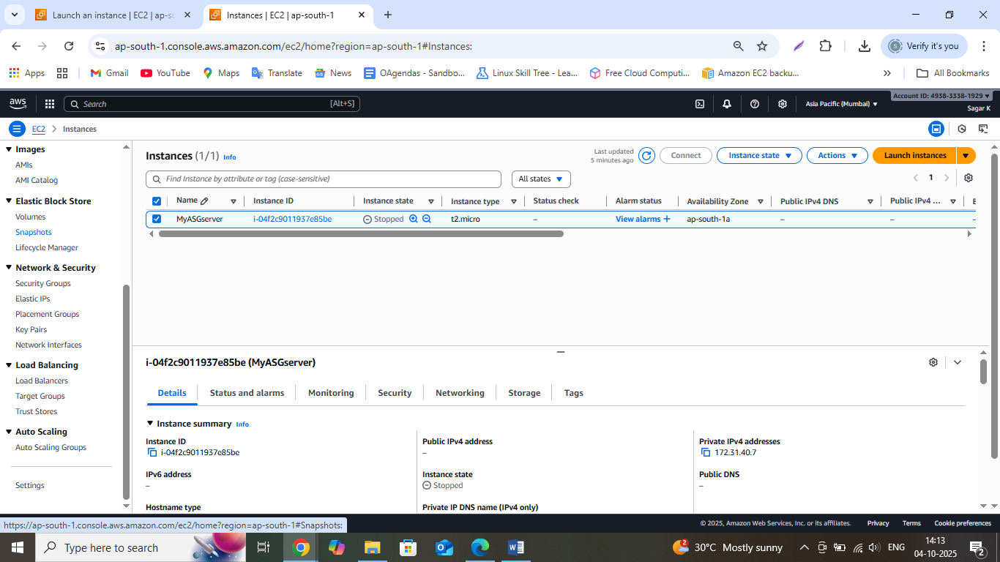 Launch an instance | EC2 | ap-sc
Instances | EC2 | ap-south-1
ap-south-1.console.aws.amazon.com/ec2/home?region=ap-south-1#Instances:
Verify it's you
Apps
Gmail
YouTube
Maps
Translate
News
OAgendas - Sandbo...
Linux Skill Tree - Lea...
Free Cloud Computi...
Amazon EC2 backu...
All Bookmarks
aws
Search
[Alt+S]
Asia Pacific (Mumbai)
Account ID: 4938-3338-1929
Sagar K
EC2
Instances
Images
AMIs
AMI Catalog
Elastic Block Store
Volumes
Snapshots
Lifecycle Manager
Network & Security
Security Groups
Elastic IPs
Placement Groups
Key Pairs
Network Interfaces
Load Balancing
Load Balancers
Target Groups
Trust Stores
Auto Scaling
Auto Scaling Groups
Settings
Instances (1/1) Info
Last updated
5 minutes ago
Connect
Instance state
Actions
Launch instances
Find Instance by attribute or tag (case-sensitive)
All states
1
Name Instance ID Instance state Instance type Status check Alarm status Availability Zone Public IPv4 DNS Public IPv4 ... E
MyASGserver i-04f2c9011937e85be Stopped t2.micro – View alarms + ap-south-1a – – –
i-04f2c9011937e85be (MyASGserver)
Details Status and alarms Monitoring Security Networking Storage Tags
Instance summary Info
Instance ID
i-04f2c9011937e85be
Public IPv4 address
–
Private IPv4 addresses
172.31.40.7
IPv6 address
–
Instance state
Stopped
Public DNS
–
Hostname type
Private IP DNS name (IPv4 only)
https://ap-south-1.console.aws.amazon.com/ec2/home?region=ap-south-1#Snapshots:
© 2025, Amazon Web Services, Inc. or its affiliates.
Privacy
Terms
Cookie preferences
Type here to search
30°C Mostly sunny
ENG
14:13
04-10-2025
2